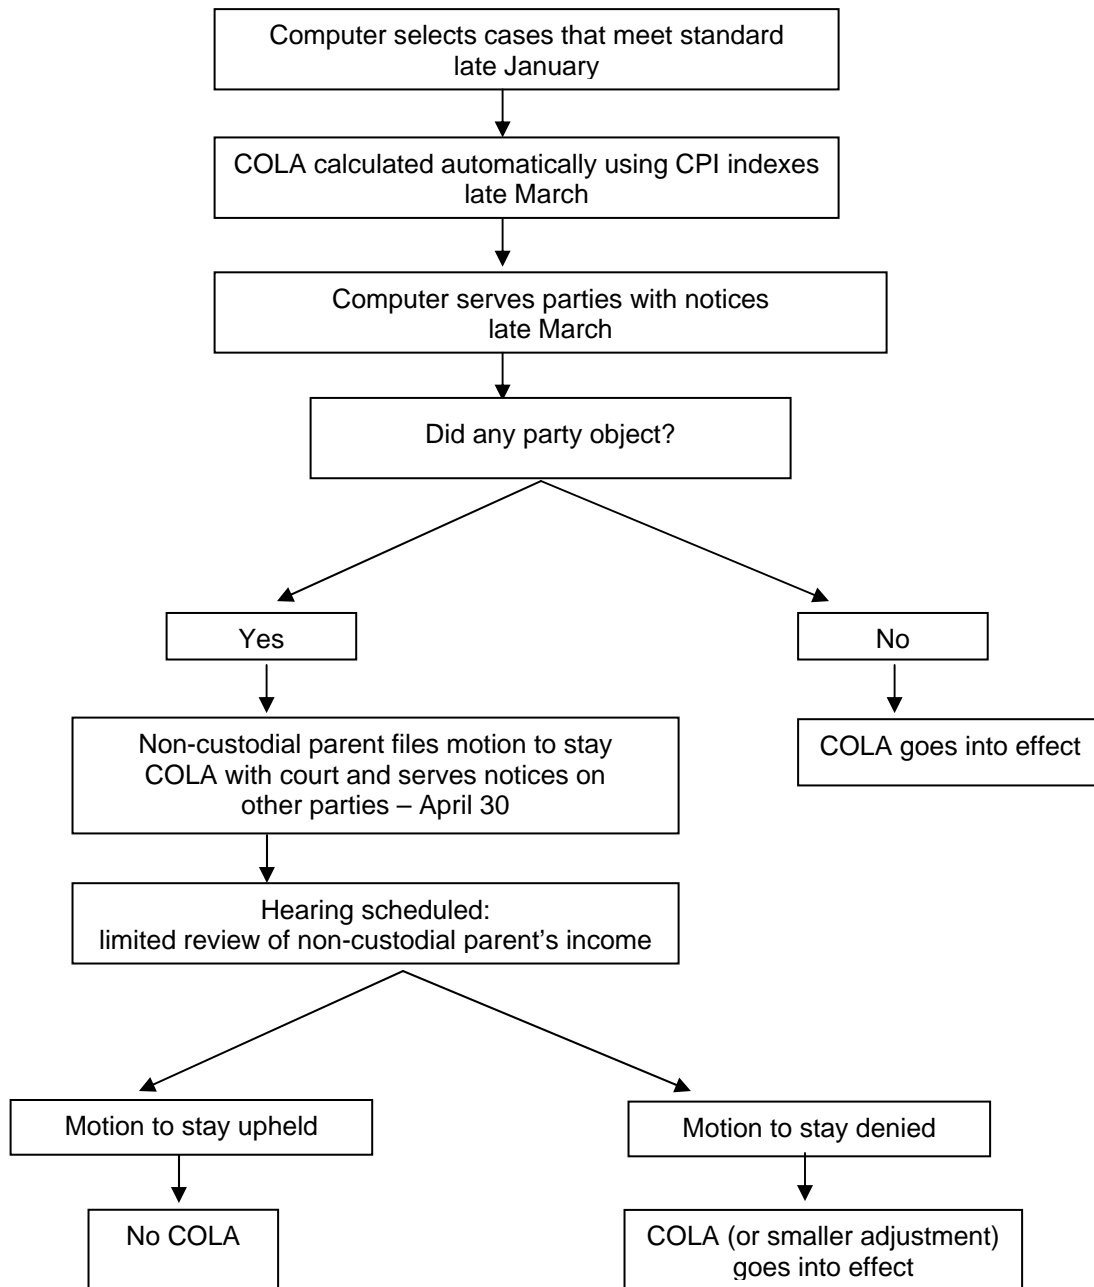 Computer selects cases that meet standard
late January
COLA calculated automatically using CPI indexes
late March
Computer serves parties with notices
late March
Did any party object?
Yes
No
Non-custodial parent files motion to stay
COLA with court and serves notices on
other parties – April 30
COLA goes into effect
Hearing scheduled:
limited review of non-custodial parent's income
Motion to stay upheld
Motion to stay denied
No COLA
COLA (or smaller adjustment)
goes into effect